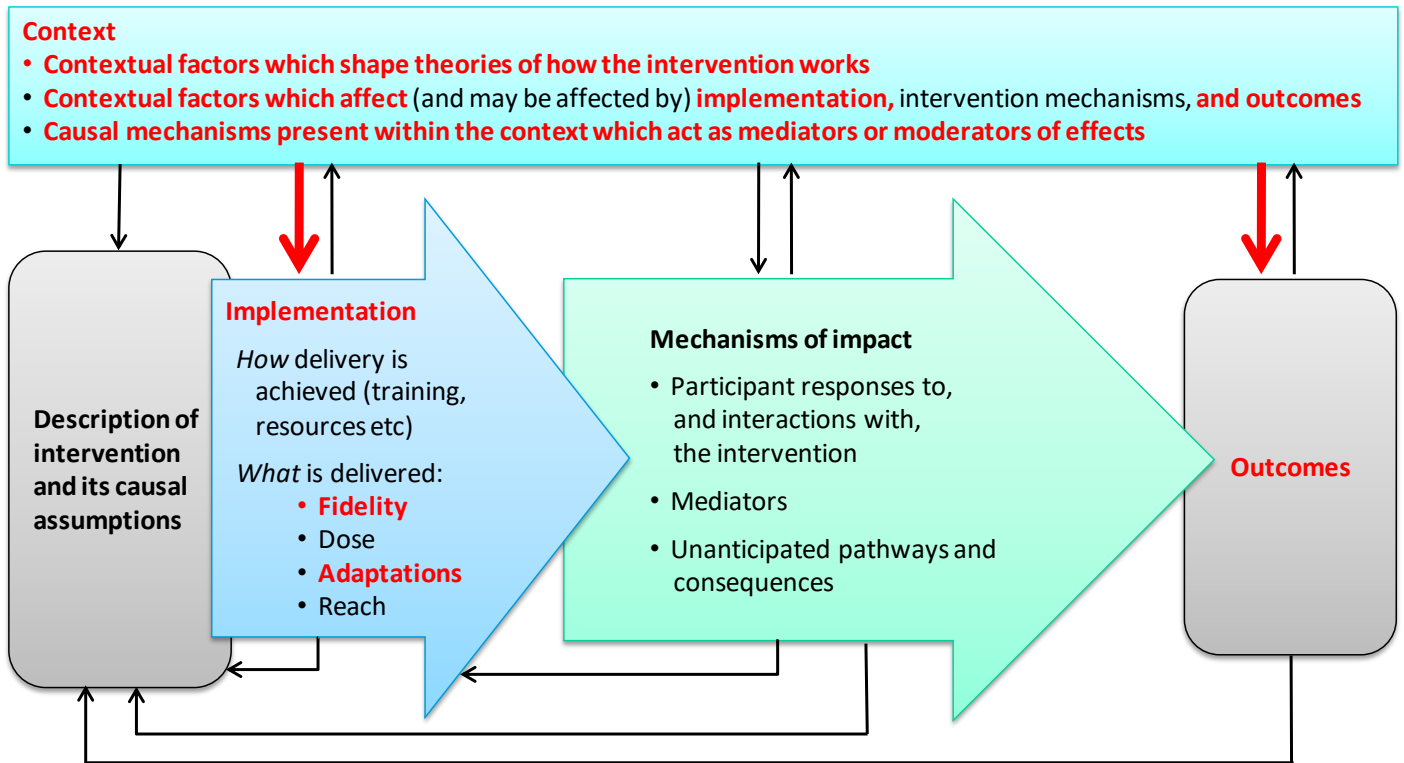 Context
• Contextual factors which shape theories of how the intervention works
• Contextual factors which affect (and may be affected by) implementation, intervention mechanisms, and outcomes
• Causal mechanisms present within the context which act as mediators or moderators of effects
Description of
intervention
and its causal
assumptions
Implementation
How delivery is
achieved (training,
resources etc)
What is delivered:
• Fidelity
• Dose
• Adaptations
• Reach
Mechanisms of impact
• Participant responses to,
and interactions with,
the intervention
• Mediators
• Unanticipated pathways and
consequences
Outcomes